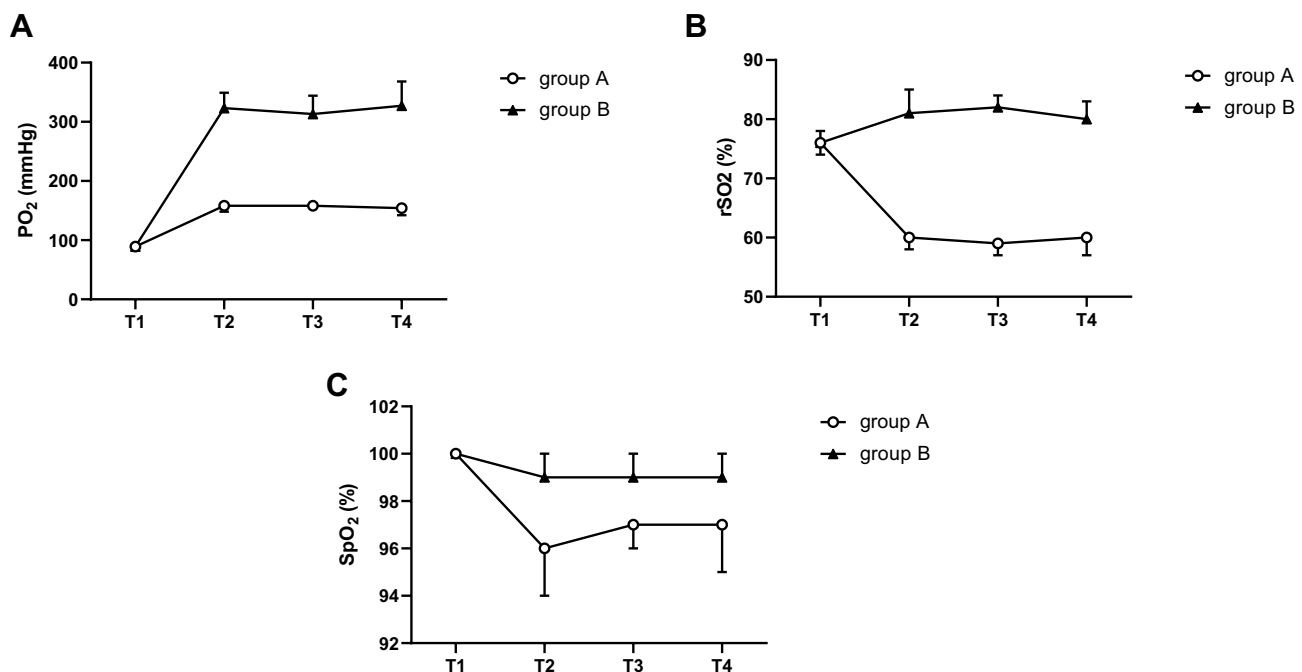 A
PO₂ (mmHg)
400
300
200
100
0
T1 T2 T3 T4
group A
group B
B
rSO2 (%)
90
80
70
60
50
T1 T2 T3 T4
group A
group B
C
SpO₂ (%)
102
100
98
96
94
92
T1 T2 T3 T4
group A
group B